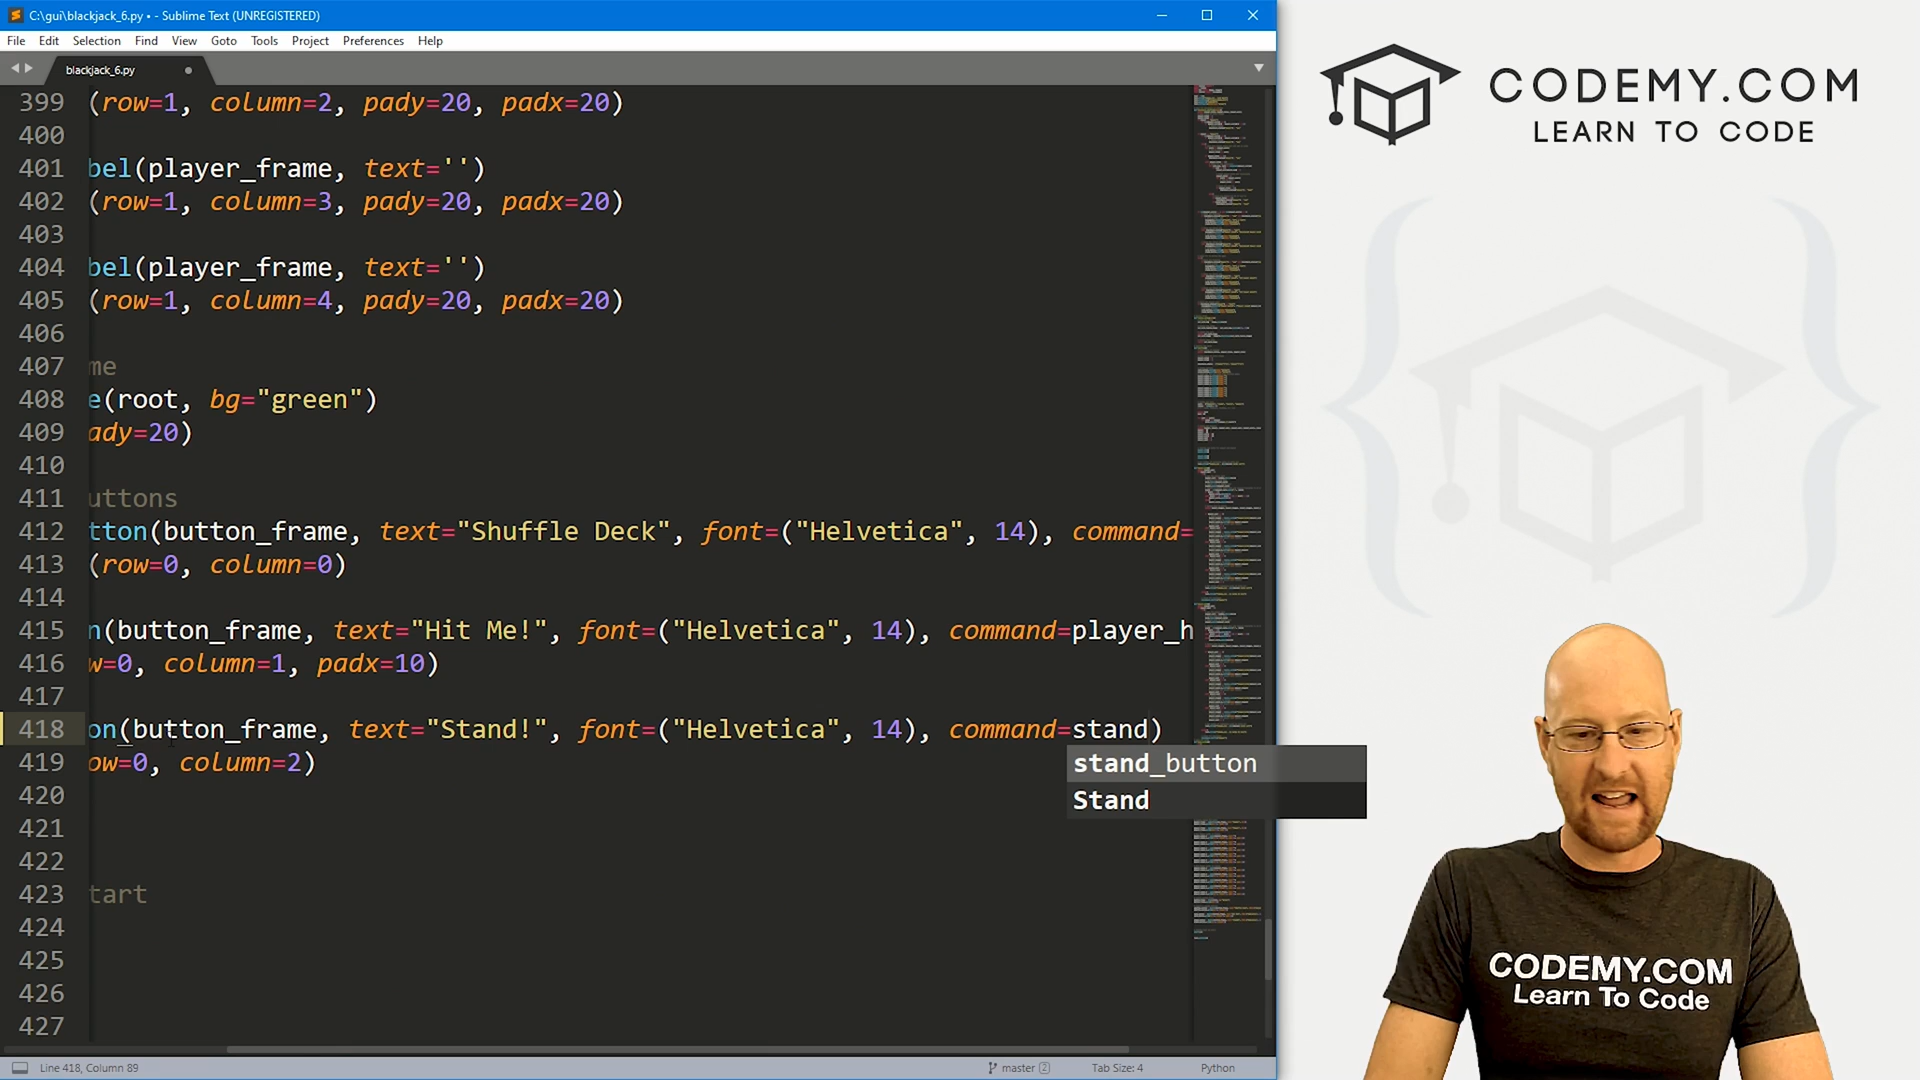 C:\gui\blackjack_6.py • - Sublime Text (UNREGISTERED)
File Edit Selection Find View Goto Tools Project Preferences Help
blackjack_6.py
399 (row=1, column=2, pady=20, padx=20)
400
401 bel(player_frame, text='')
402 (row=1, column=3, pady=20, padx=20)
403
404 bel(player_frame, text='')
405 (row=1, column=4, pady=20, padx=20)
406
407 me
408 e(root, bg="green")
409 ady=20)
410
411 uttons
412 tton(button_frame, text="Shuffle Deck", font=("Helvetica", 14), command=
413 (row=0, column=0)
414
415 n(button_frame, text="Hit Me!", font=("Helvetica", 14), command=player_h
416 w=0, column=1, padx=10)
417
418 on(button_frame, text="Stand!", font=("Helvetica", 14), command=stand)
419 ow=0, column=2)
stand_button
Stand
420
421
422
423 tart
424
425
426
427
Line 418, Column 89
master 2
Tab Size: 4
Python
CODEMY.COM
LEARN TO CODE
CODEMY.COM
Learn To Code